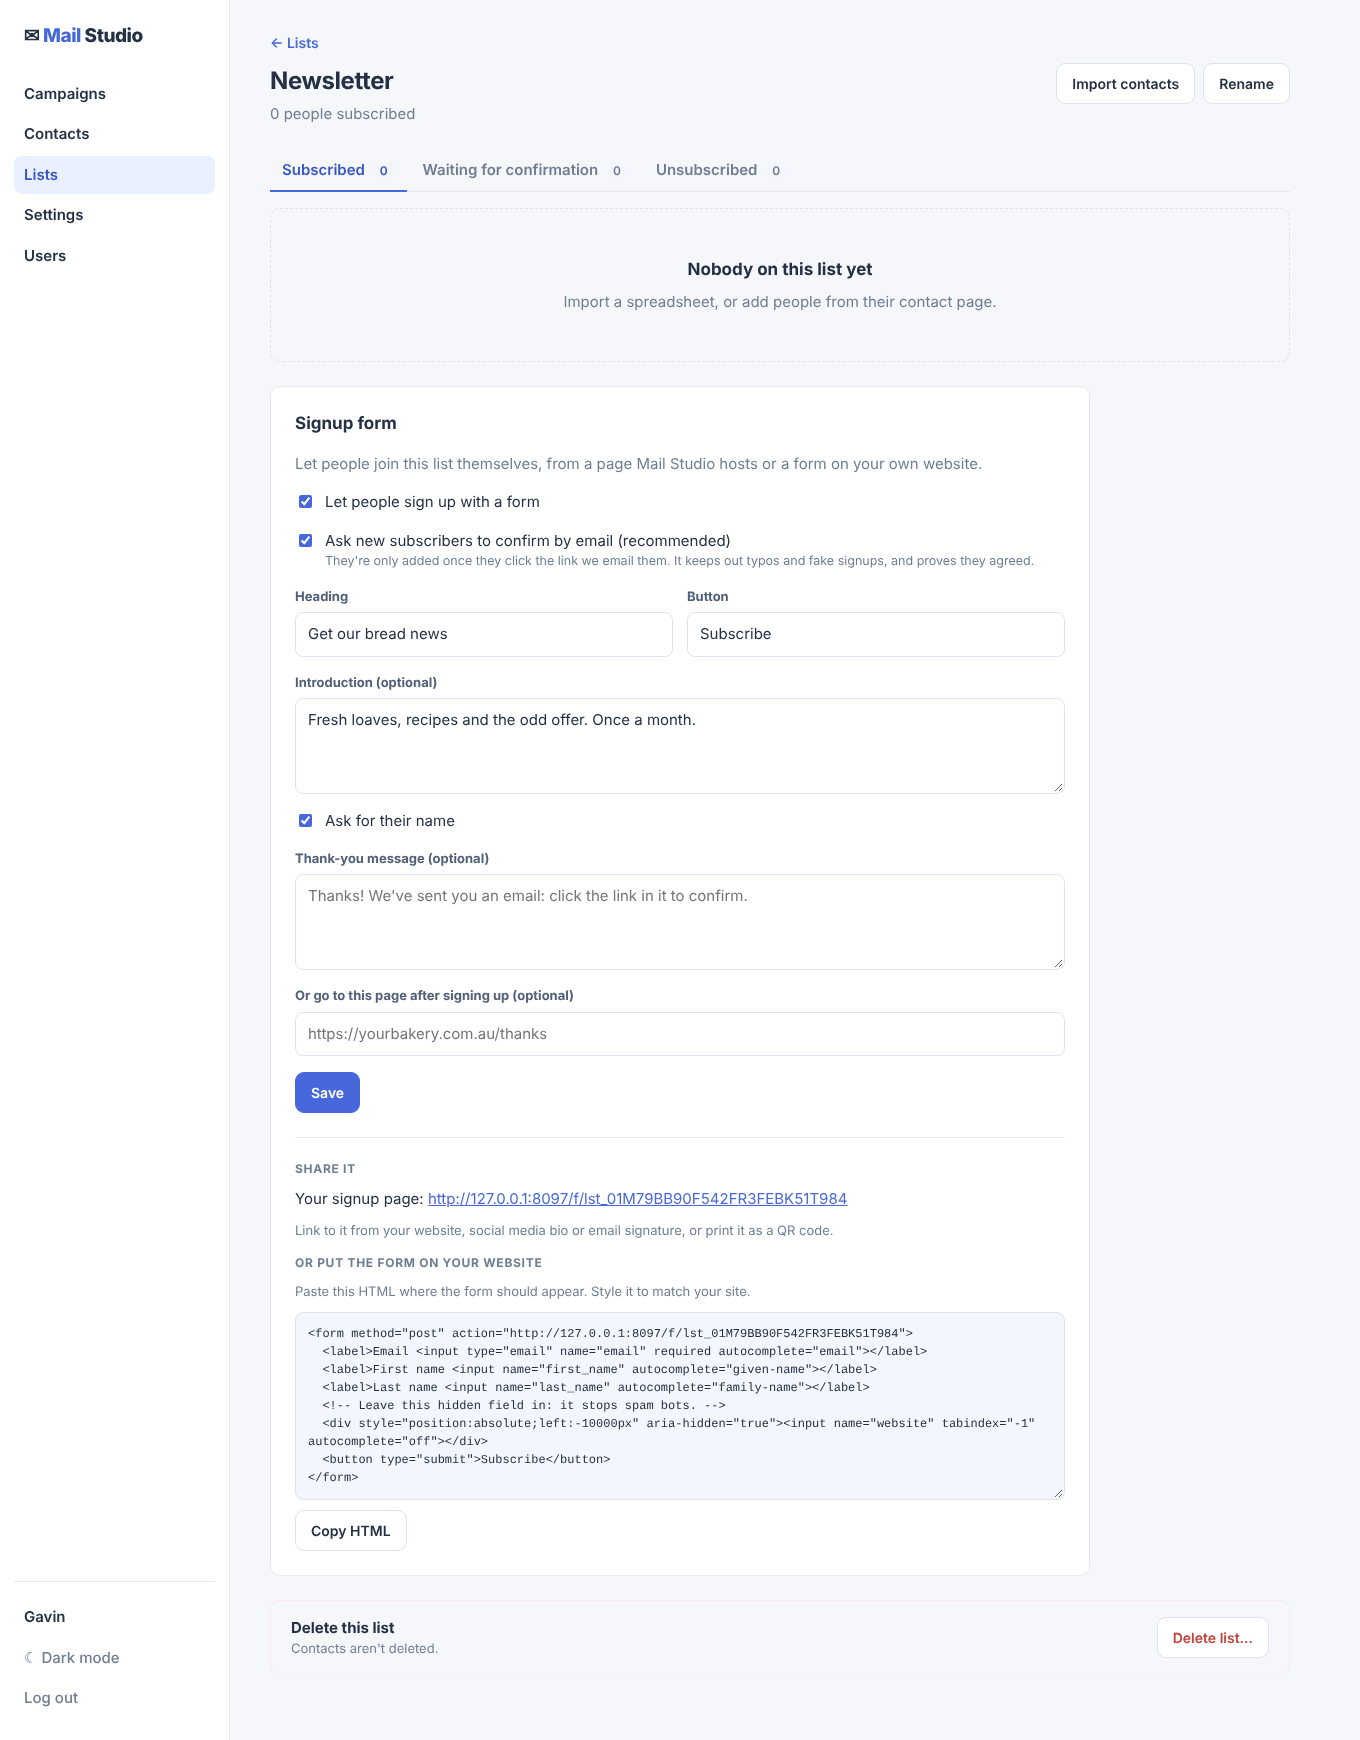 ✉ Mail Studio
Campaigns
Contacts
Lists
Settings
Users
← Lists
Newsletter
0 people subscribed
Import contacts
Rename
Subscribed 0
Waiting for confirmation 0
Unsubscribed 0
Nobody on this list yet
Import a spreadsheet, or add people from their contact page.
Signup form
Let people join this list themselves, from a page Mail Studio hosts or a form on your own website.
Let people sign up with a form
Ask new subscribers to confirm by email (recommended)
They're only added once they click the link we email them. It keeps out typos and fake signups, and proves they agreed.
Heading
Get our bread news
Button
Subscribe
Introduction (optional)
Fresh loaves, recipes and the odd offer. Once a month.
Ask for their name
Thank-you message (optional)
Thanks! We've sent you an email: click the link in it to confirm.
Or go to this page after signing up (optional)
https://yourbakery.com.au/thanks
Save
SHARE IT
Your signup page: http://127.0.0.1:8097/f/lst_01M79BB90F542FR3FEBK51T984
Link to it from your website, social media bio or email signature, or print it as a QR code.
OR PUT THE FORM ON YOUR WEBSITE
Paste this HTML where the form should appear. Style it to match your site.
<form method="post" action="http://127.0.0.1:8097/f/lst_01M79BB90F542FR3FEBK51T984">
  <label>Email <input type="email" name="email" required autocomplete="email"></label>
  <label>First name <input name="first_name" autocomplete="given-name"></label>
  <label>Last name <input name="last_name" autocomplete="family-name"></label>
  <!-- Leave this hidden field in: it stops spam bots. -->
  <div style="position:absolute;left:-10000px" aria-hidden="true"><input name="website" tabindex="-1"
autocomplete="off"></div>
  <button type="submit">Subscribe</button>
</form>
Copy HTML
Delete this list
Contacts aren't deleted.
Delete list...
Gavin
☾ Dark mode
Log out